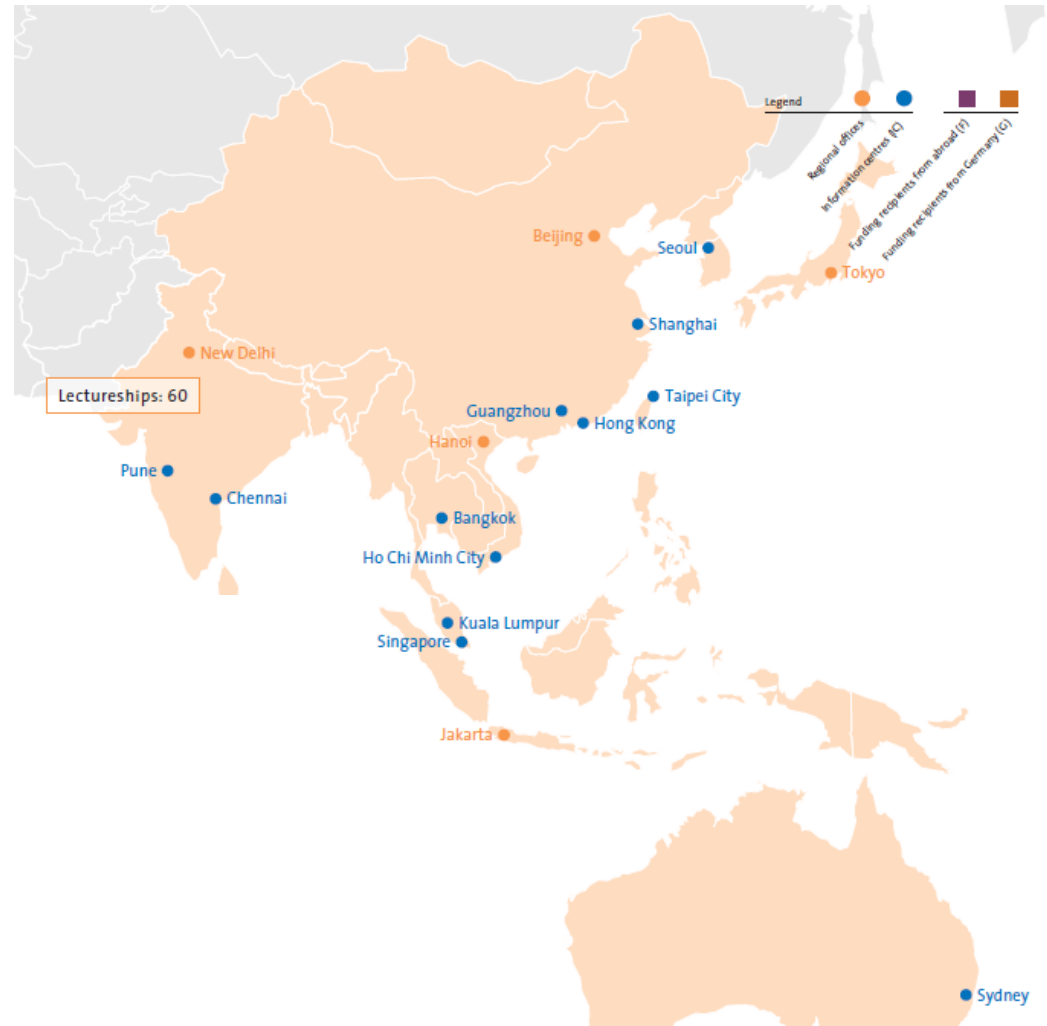 Legend
Regional offices
Information centres (IC)
Funding recipients from abroad (F)
Funding recipients from Germany (G)
Beijing
Seoul
Tokyo
Shanghai
New Delhi
Lectureships: 60
Taipei City
Guangzhou
Hong Kong
Hanoi
Pune
Chennai
Bangkok
Ho Chi Minh City
Kuala Lumpur
Singapore
Jakarta
Sydney